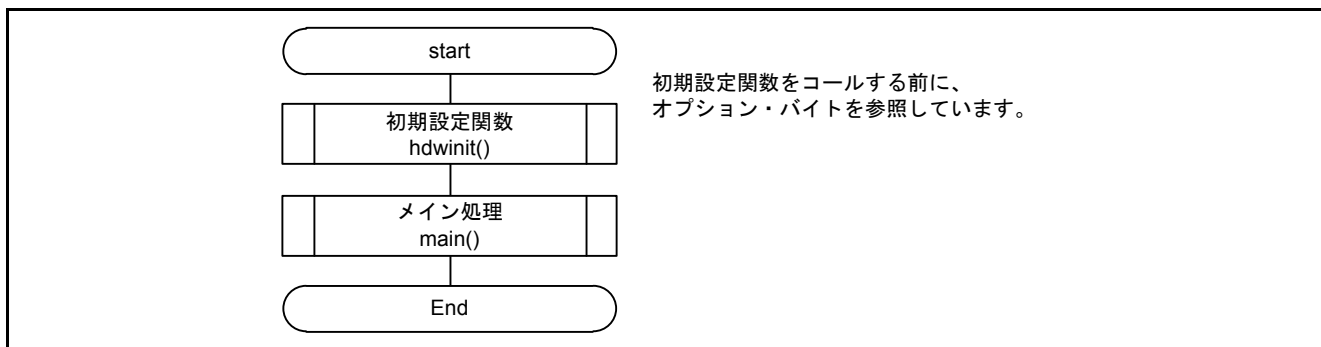 start
初期設定関数をコールする前に、
オプション・バイトを参照しています。
初期設定関数
hdwinit()
メイン処理
main()
End